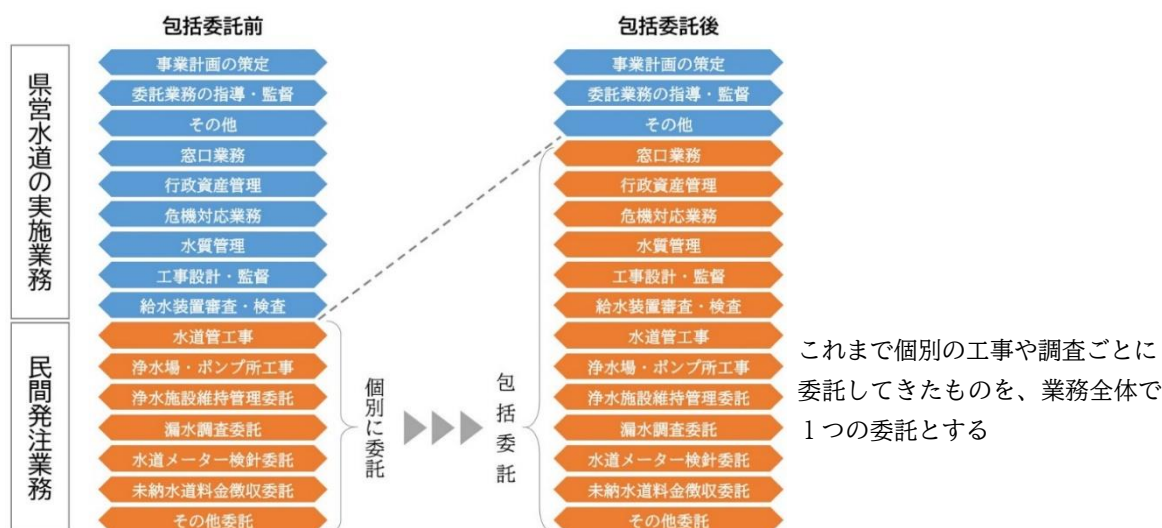 包括委託前
県営水道の実施業務
事業計画の策定
委託業務の指導・監督
その他
窓口業務
行政資産管理
危機対応業務
水質管理
工事設計・監督
給水装置審査・検査
民間発注業務
水道管工事
浄水場・ポンプ所工事
浄水施設維持管理委託
漏水調査委託
水道メーター検針委託
未納水道料金徴収委託
その他委託
個別に委託
包括委託
包括委託後
事業計画の策定
委託業務の指導・監督
その他
窓口業務
行政資産管理
危機対応業務
水質管理
工事設計・監督
給水装置審査・検査
水道管工事
浄水場・ポンプ所工事
浄水施設維持管理委託
漏水調査委託
水道メーター検針委託
未納水道料金徴収委託
その他委託
これまで個別の工事や調査ごとに
委託してきたものを、業務全体で
1つの委託とする